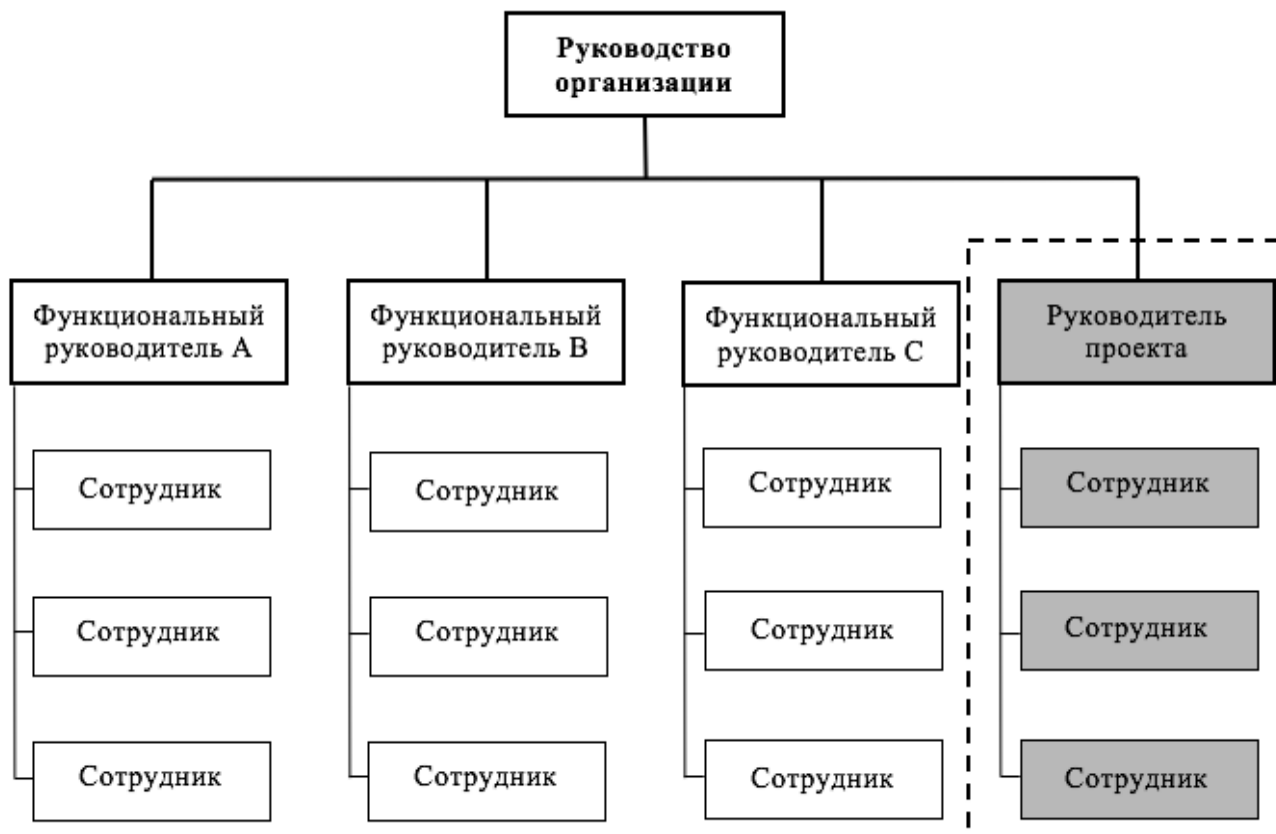 Руководство
организации
Функциональный
руководитель A
Функциональный
руководитель B
Функциональный
руководитель C
Руководитель
проекта
Сотрудник
Сотрудник
Сотрудник
Сотрудник
Сотрудник
Сотрудник
Сотрудник
Сотрудник
Сотрудник
Сотрудник
Сотрудник
Сотрудник